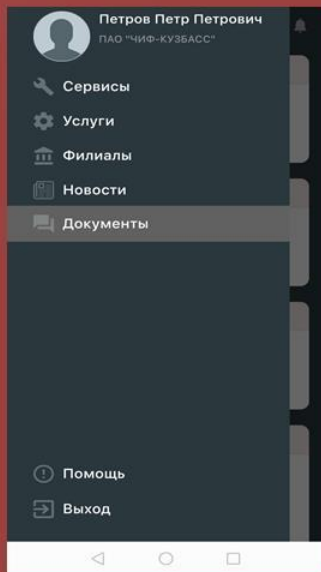 Петров Петр Петрович
ПАО "ЧИФ-КУЗБАСС"
Сервисы
Услуги
Филиалы
Новости
Документы
Помощь
Выход